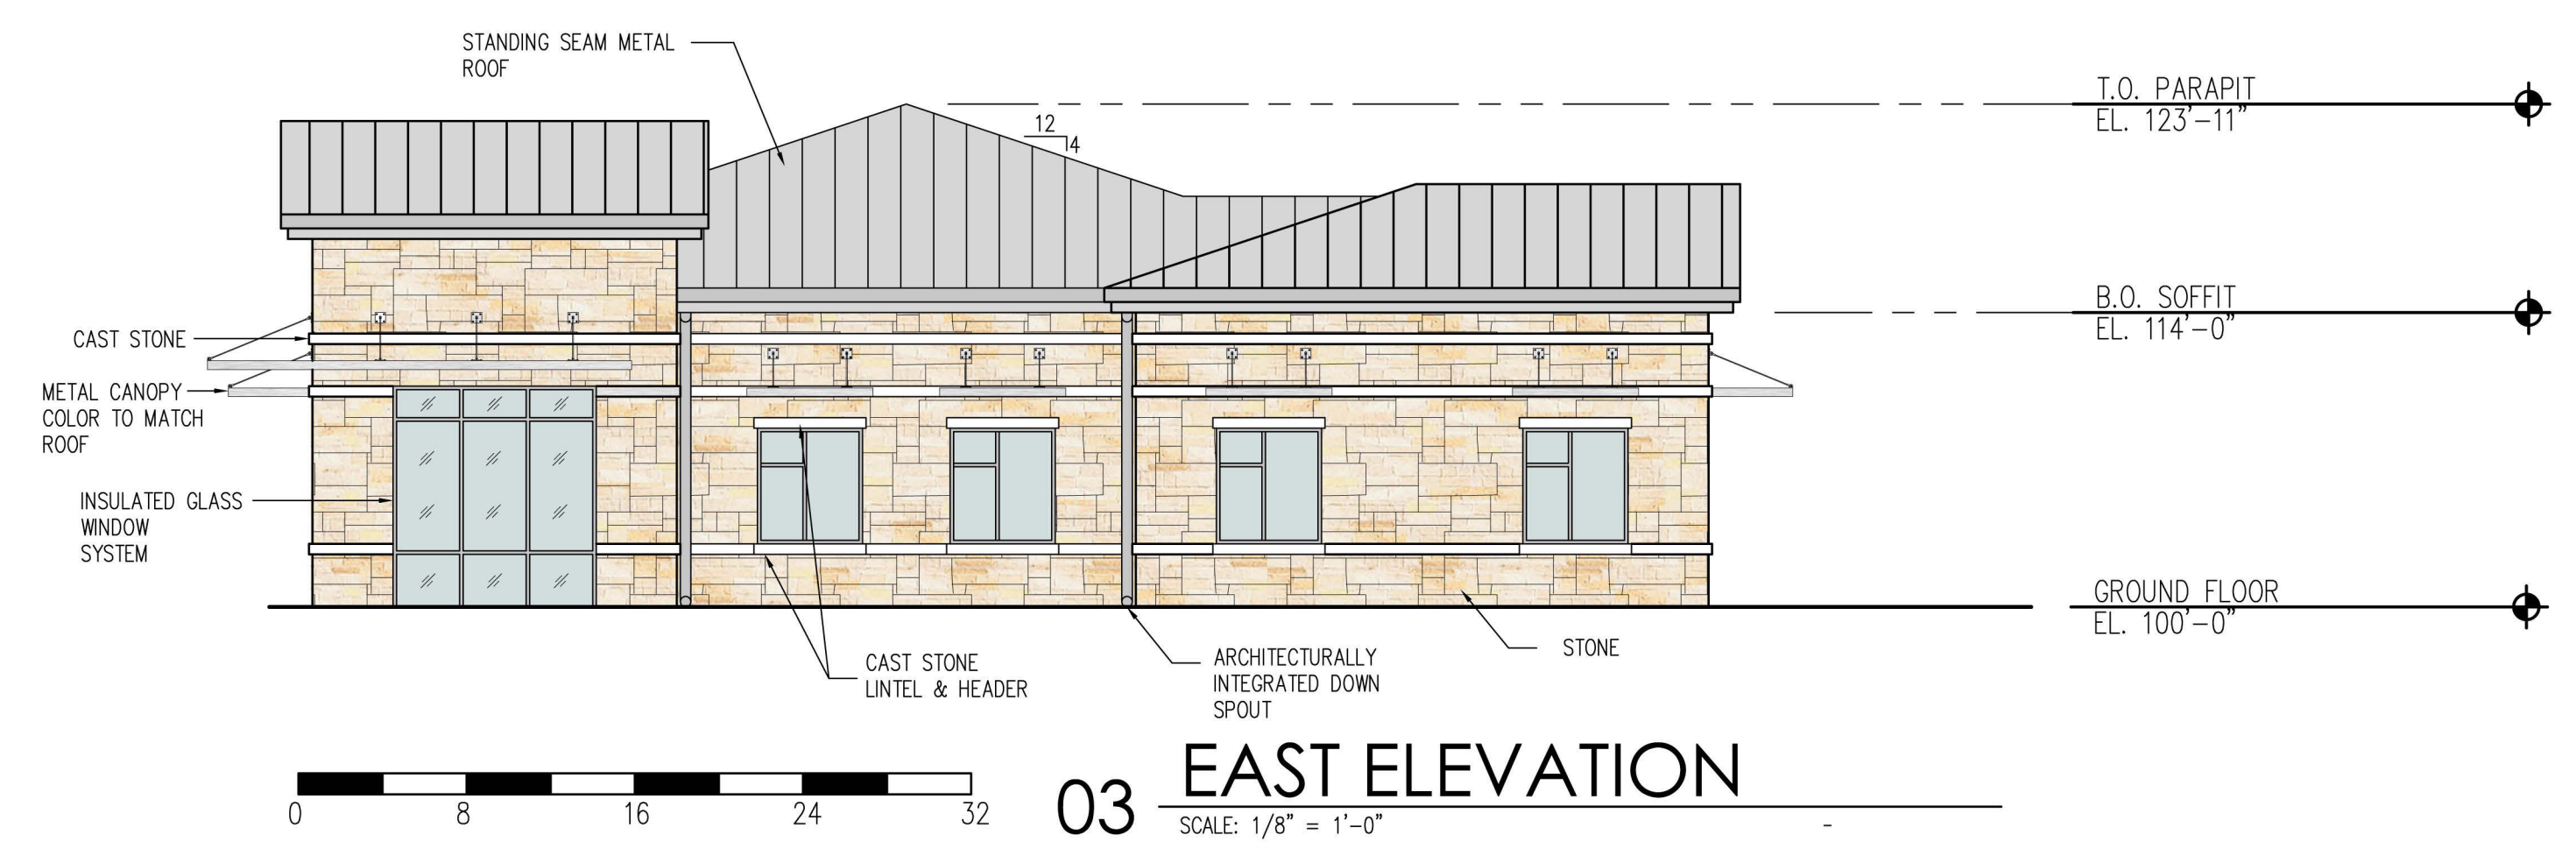 STANDING SEAM METAL
ROOF
12
4
T.O. PARAPIT
EL. 123'-11"
B.O. SOFFIT
EL. 114'-0"
CAST STONE
METAL CANOPY
COLOR TO MATCH
ROOF
INSULATED GLASS
WINDOW
SYSTEM
GROUND FLOOR
EL. 100'-0"
CAST STONE
LINTEL & HEADER
ARCHITECTURALLY
INTEGRATED DOWN
SPOUT
STONE
0 8 16 24 32
03 EAST ELEVATION
SCALE: 1/8" = 1'-0"
-